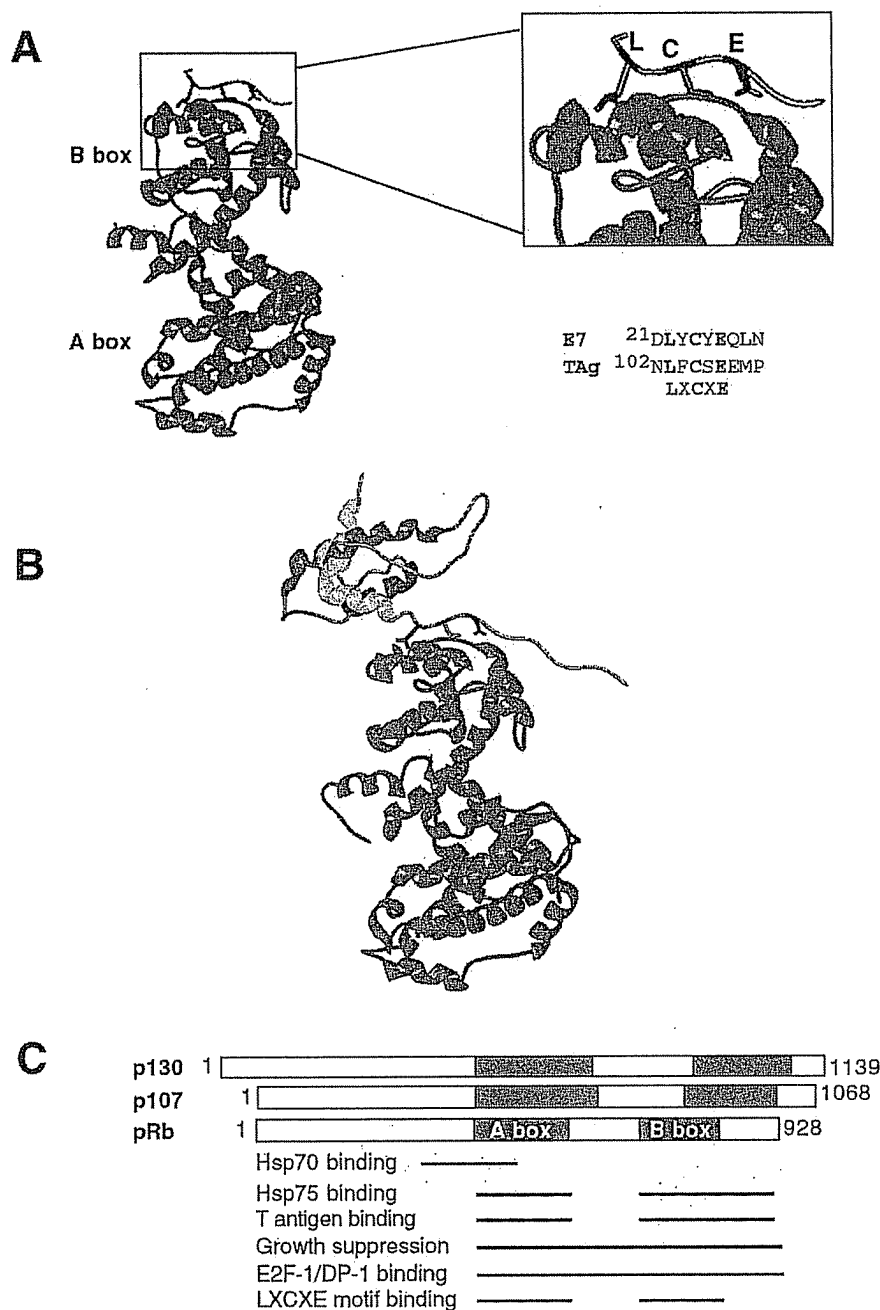 A
L C E
B box
A box
E7 21DLYCYEQLN
TAg 102NLFCSEEMP
LXCXE
B
C
p130 1 1139
p107 1 1068
pRb 1 A box B box 928
Hsp70 binding
Hsp75 binding
T antigen binding
Growth suppression
E2F-1/DP-1 binding
LXCXE motif binding